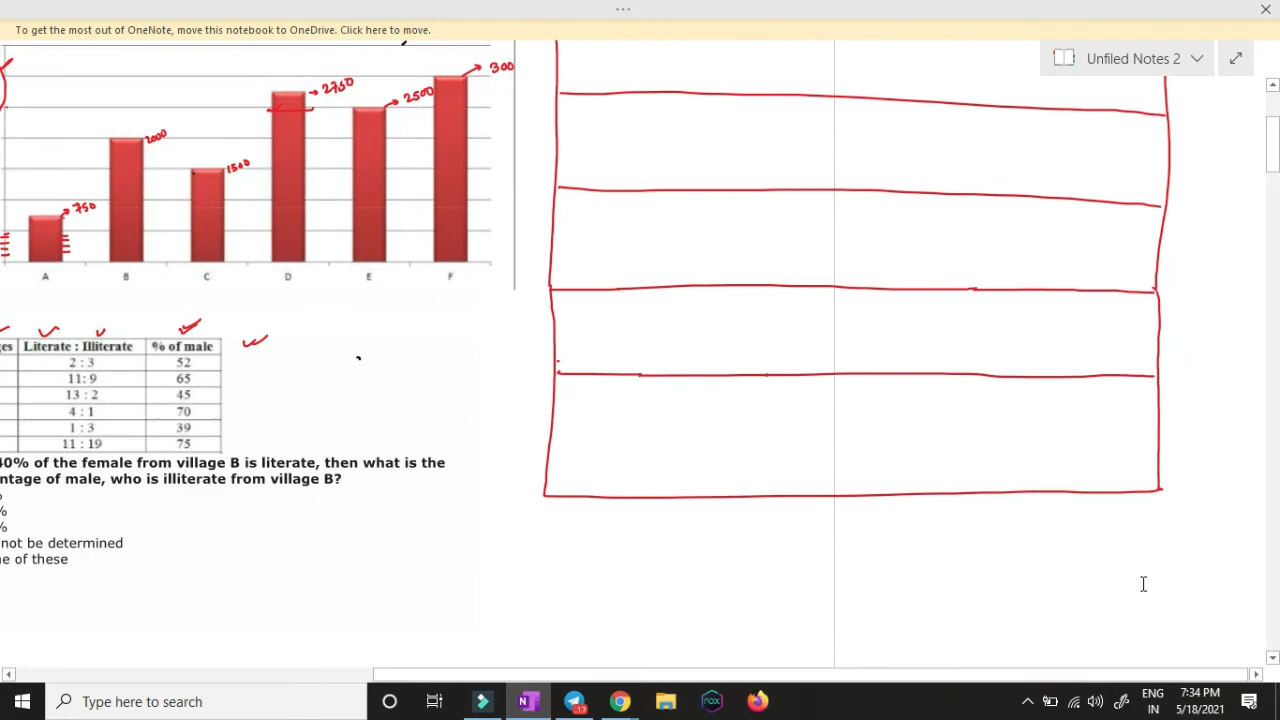 To get the most out of OneNote, move this notebook to OneDrive. Click here to move.
Unfiled Notes 2
300
2750
2500
2000
1500
750
A B C D E F
es Literate : Illiterate % of male
2 : 3 52
11 : 9 65
13 : 2 45
4 : 1 70
1 : 3 39
11 : 19 75
40% of the female from village B is literate, then what is the
ntage of male, who is illiterate from village B?
%
%
%
not be determined
ne of these
Type here to search
17
nox
ENG
IN
7:34 PM
5/18/2021